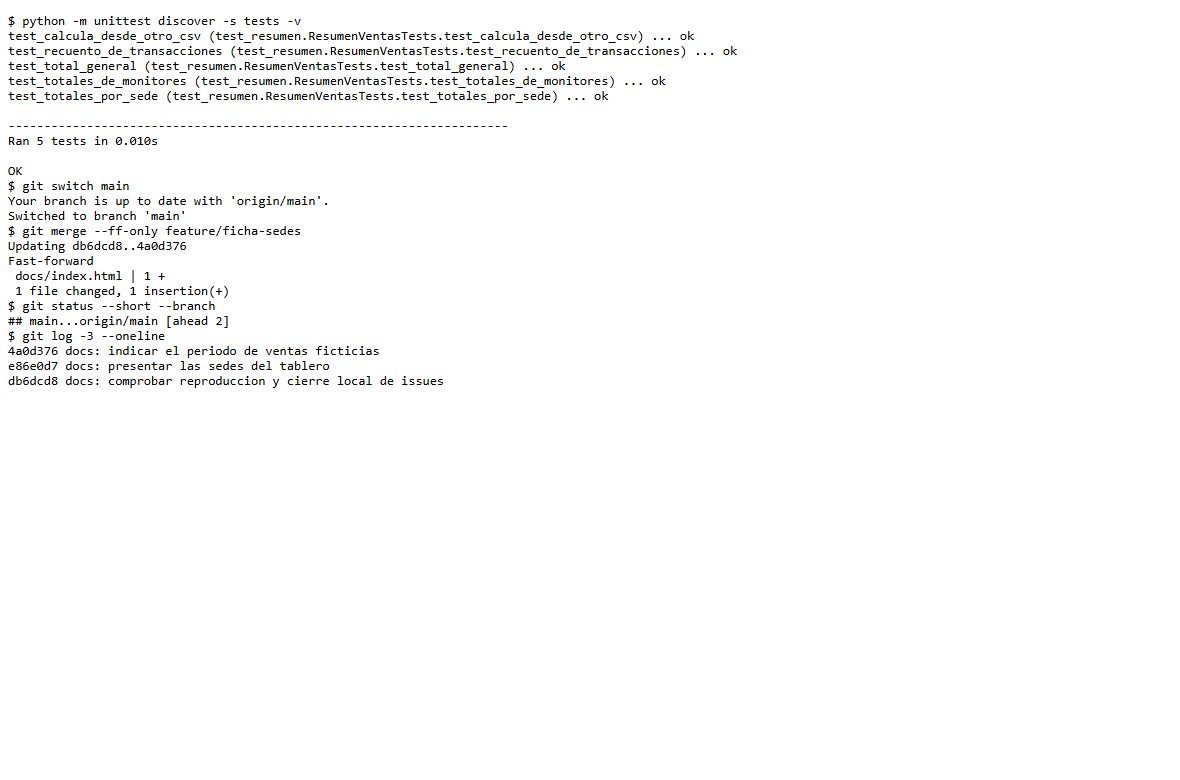 $ python -m unittest discover -s tests -v
test_calcula_desde_otro_csv (test_resumen.ResumenVentasTests.test_calcula_desde_otro_csv) ... ok
test_recuento_de_transacciones (test_resumen.ResumenVentasTests.test_recuento_de_transacciones) ... ok
test_total_general (test_resumen.ResumenVentasTests.test_total_general) ... ok
test_totales_de_monitores (test_resumen.ResumenVentasTests.test_totales_de_monitores) ... ok
test_totales_por_sede (test_resumen.ResumenVentasTests.test_totales_por_sede) ... ok
----------------------------------------------------------------------
Ran 5 tests in 0.010s
OK
$ git switch main
Your branch is up to date with 'origin/main'.
Switched to branch 'main'
$ git merge --ff-only feature/ficha-sedes
Updating db6dcd8..4a0d376
Fast-forward
 docs/index.html | 1 +
 1 file changed, 1 insertion(+)
$ git status --short --branch
## main...origin/main [ahead 2]
$ git log -3 --oneline
4a0d376 docs: indicar el periodo de ventas ficticias
e86e0d7 docs: presentar las sedes del tablero
db6dcd8 docs: comprobar reproduccion y cierre local de issues